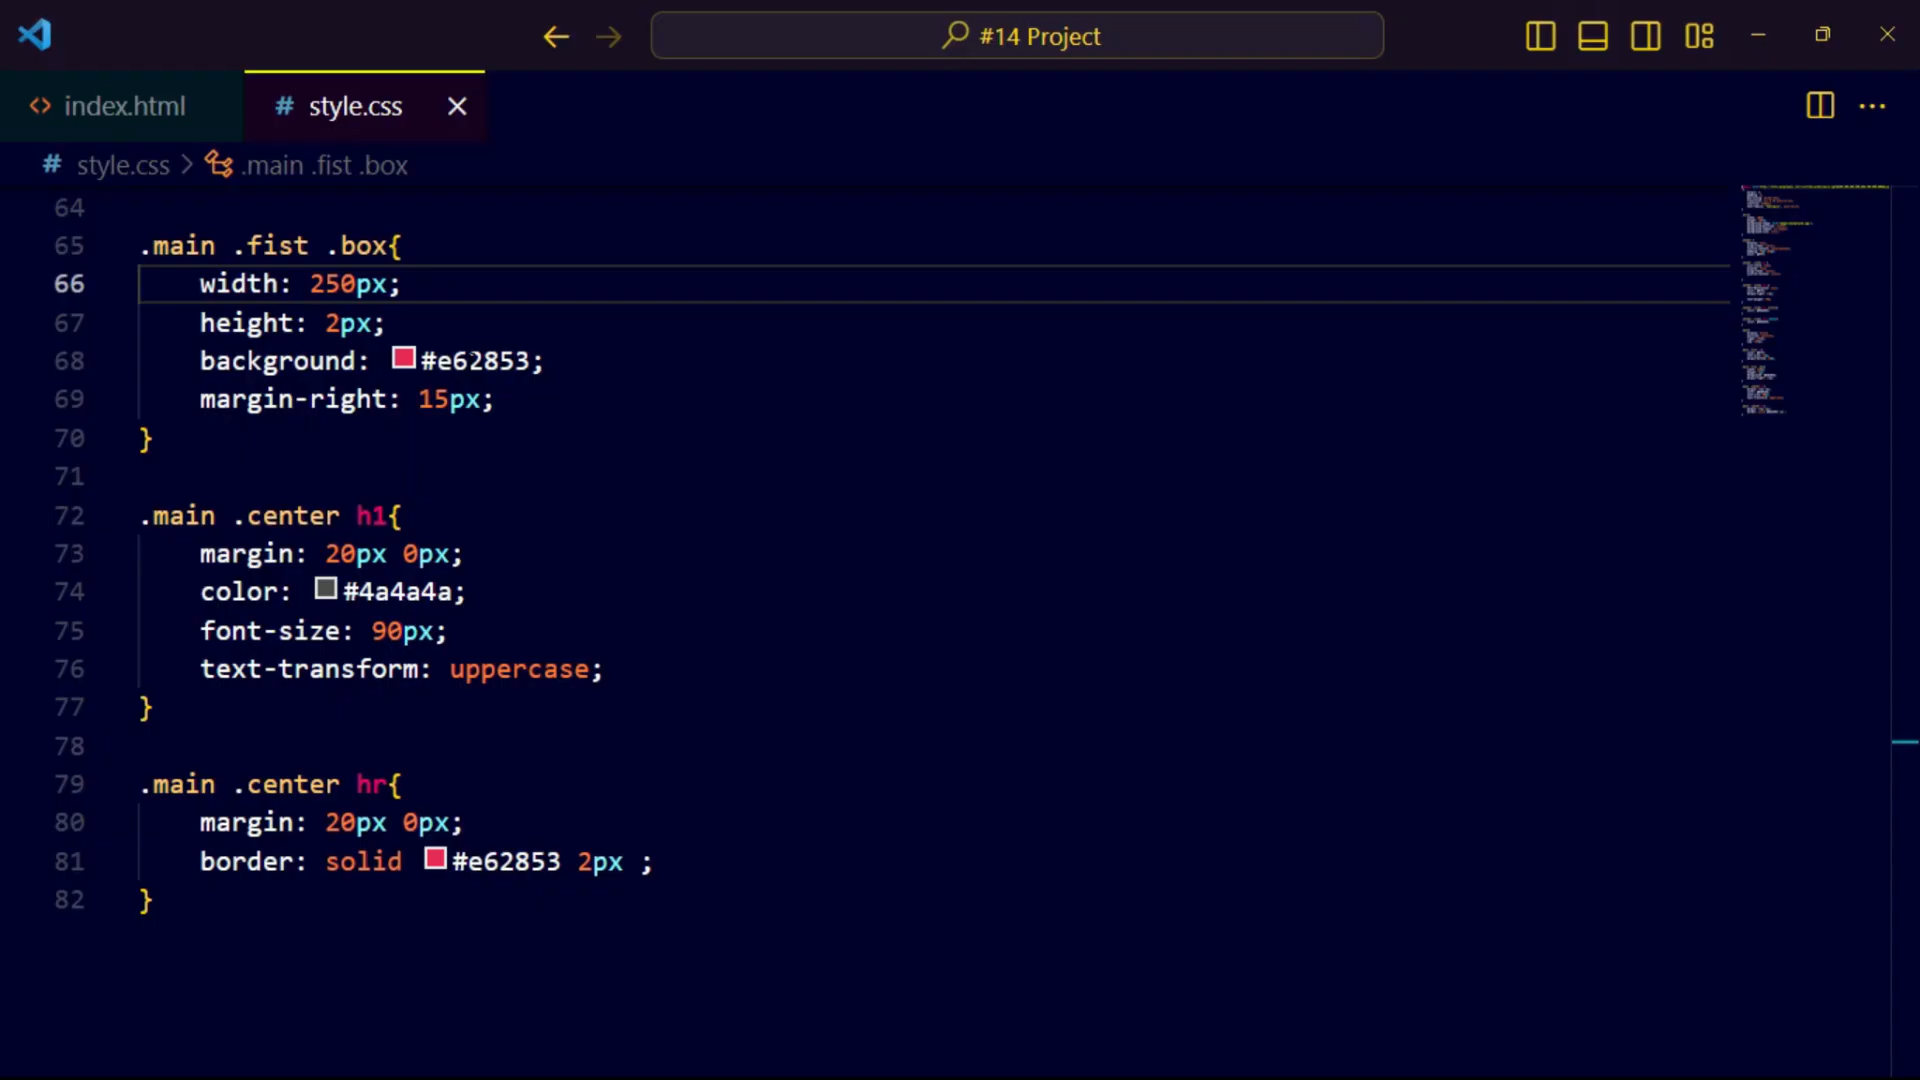 #14 Project
index.html
# style.css
# style.css > .main .fist .box
64
65 .main .fist .box{
66 width: 250px;
67 height: 2px;
68 background: #e62853;
69 margin-right: 15px;
70 }
71
72 .main .center h1{
73 margin: 20px 0px;
74 color: #4a4a4a;
75 font-size: 90px;
76 text-transform: uppercase;
77 }
78
79 .main .center hr{
80 margin: 20px 0px;
81 border: solid #e62853 2px ;
82 }